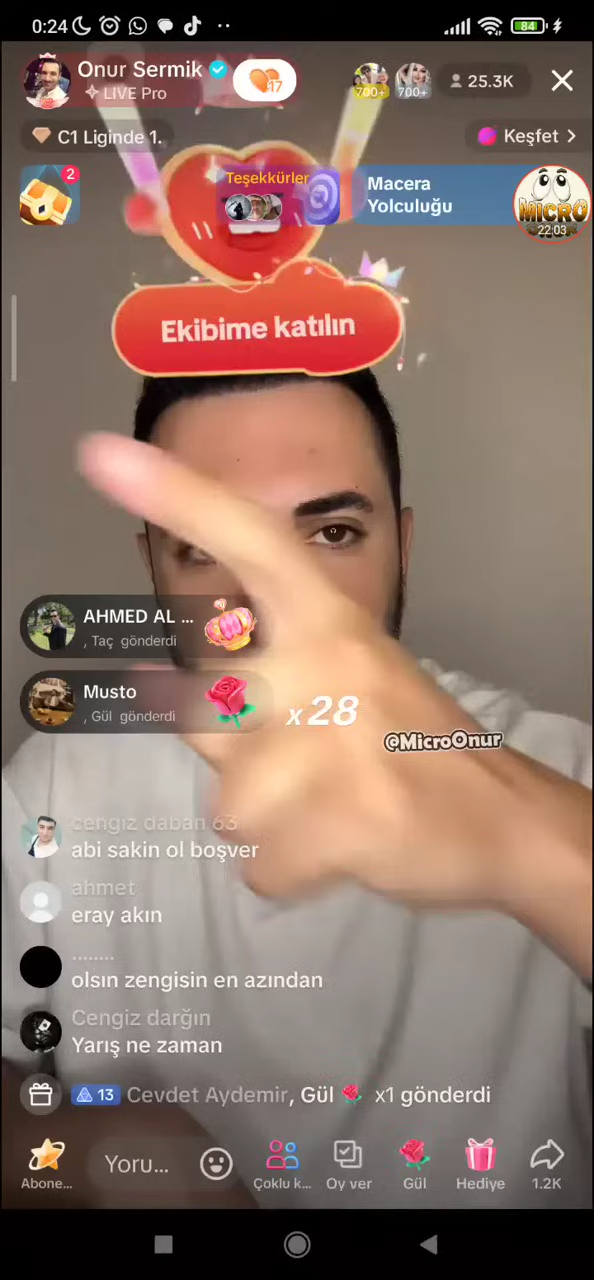 0:24
84
Onur Sermik
LIVE Pro
17
700+
700+
25.3K
C1 Liginde 1.
Keşfet
2
Teşekkürler
Macera
Yolculuğu
MICRO
22:03
Ekibime katılın
AHMED AL ...
, Taç gönderdi
Musto
, Gül gönderdi
x28
@MicroOnur
cengiz daban 63
abi sakin ol boşver
ahmet
eray akın
........
olsın zengisin en azından
Cengiz darğın
Yarış ne zaman
13 Cevdet Aydemir, Gül x1 gönderdi
Abone...
Yoru...
Çoklu k...
Oy ver
Gül
Hediye
1.2K